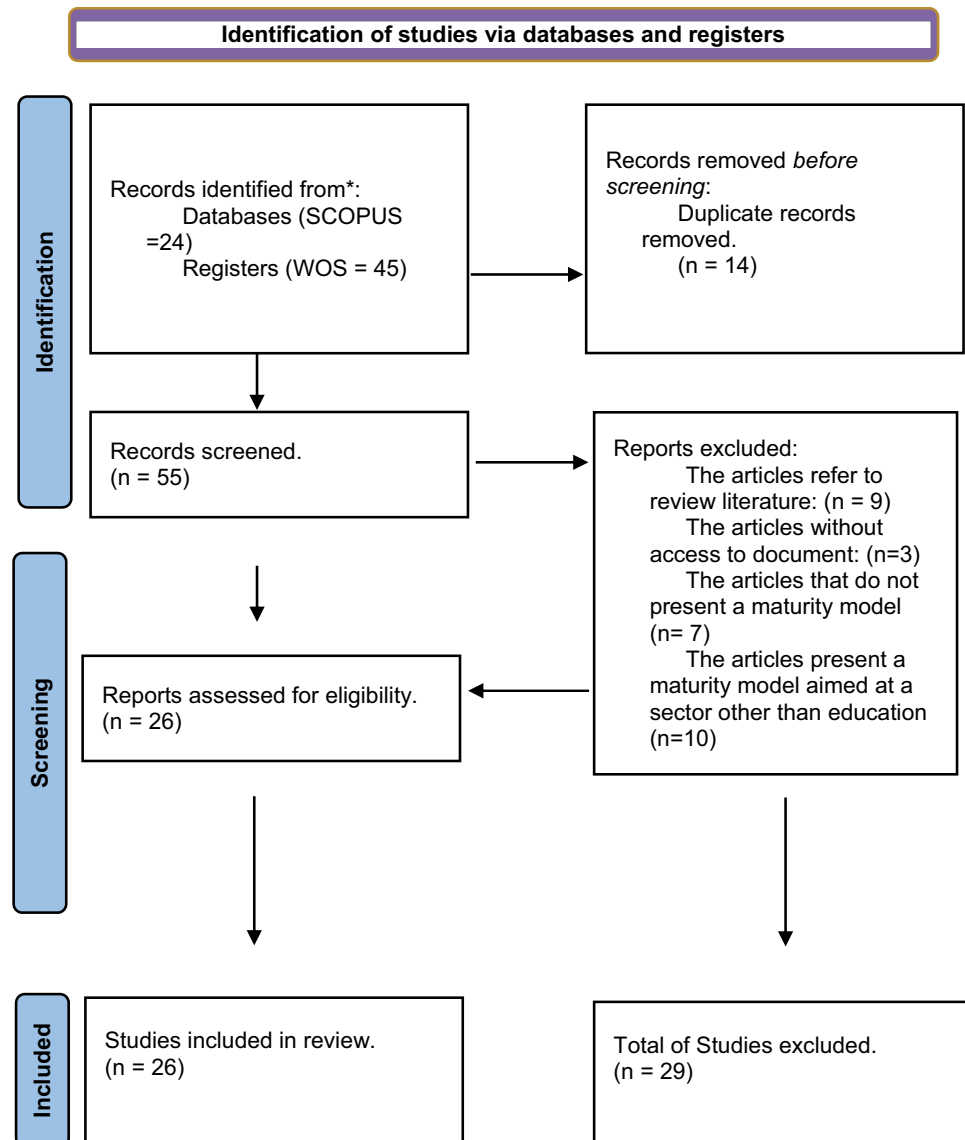 Identification of studies via databases and registers
Identification
Records identified from*:
Databases (SCOPUS
=24)
Registers (WOS = 45)
Records removed before
screening:
Duplicate records
removed.
(n = 14)
Records screened.
(n = 55)
Reports excluded:
The articles refer to
review literature: (n = 9)
The articles without
access to document: (n=3)
The articles that do not
present a maturity model
(n= 7)
The articles present a
maturity model aimed at a
sector other than education
(n=10)
Screening
Reports assessed for eligibility.
(n = 26)
Included
Studies included in review.
(n = 26)
Total of Studies excluded.
(n = 29)